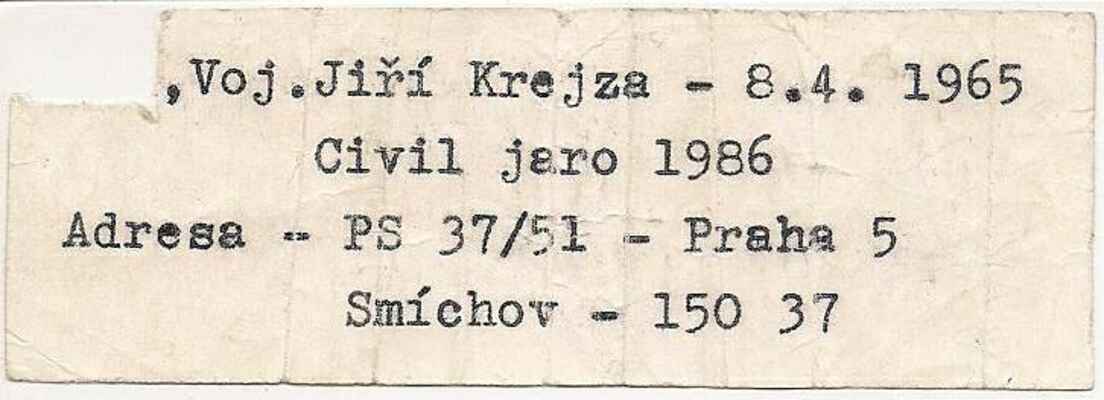 ,Voj.Jiří Krejza - 8.4. 1965
Civil jaro 1986
Adresa - PS 37/51 - Praha 5
Smíchov - 150 37